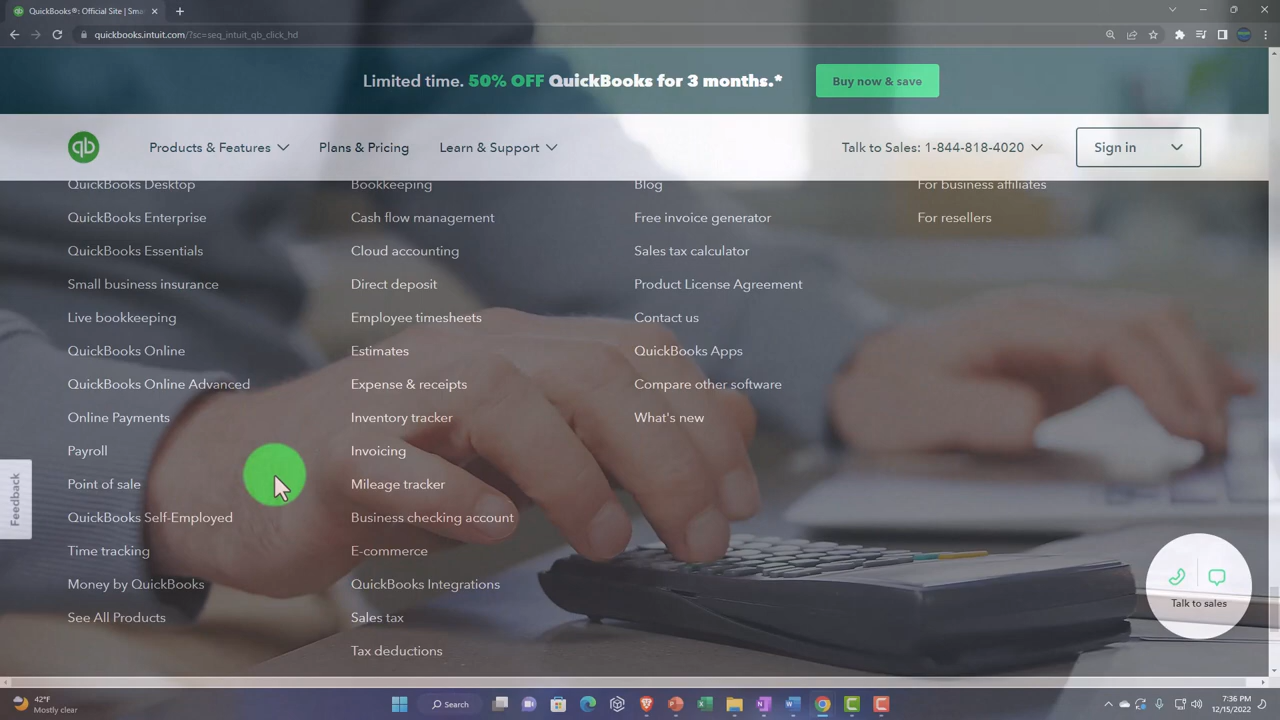 QuickBooks®: Official Site | Sma
quickbooks.intuit.com/?sc=seq_intuit_qb_click_hd
Limited time. 50% OFF QuickBooks for 3 months.*
Buy now & save
qb
Products & Features
Plans & Pricing
Learn & Support
Talk to Sales: 1-844-818-4020
Sign in
QuickBooks Desktop
QuickBooks Enterprise
QuickBooks Essentials
Small business insurance
Live bookkeeping
QuickBooks Online
QuickBooks Online Advanced
Online Payments
Payroll
Point of sale
QuickBooks Self-Employed
Time tracking
Money by QuickBooks
See All Products
Bookkeeping
Cash flow management
Cloud accounting
Direct deposit
Employee timesheets
Estimates
Expense & receipts
Inventory tracker
Invoicing
Mileage tracker
Business checking account
E-commerce
QuickBooks Integrations
Sales tax
Tax deductions
Blog
Free invoice generator
Sales tax calculator
Product License Agreement
Contact us
QuickBooks Apps
Compare other software
What's new
For business affiliates
For resellers
Feedback
Talk to sales
42°F
Mostly clear
Search
7:36 PM
12/15/2022